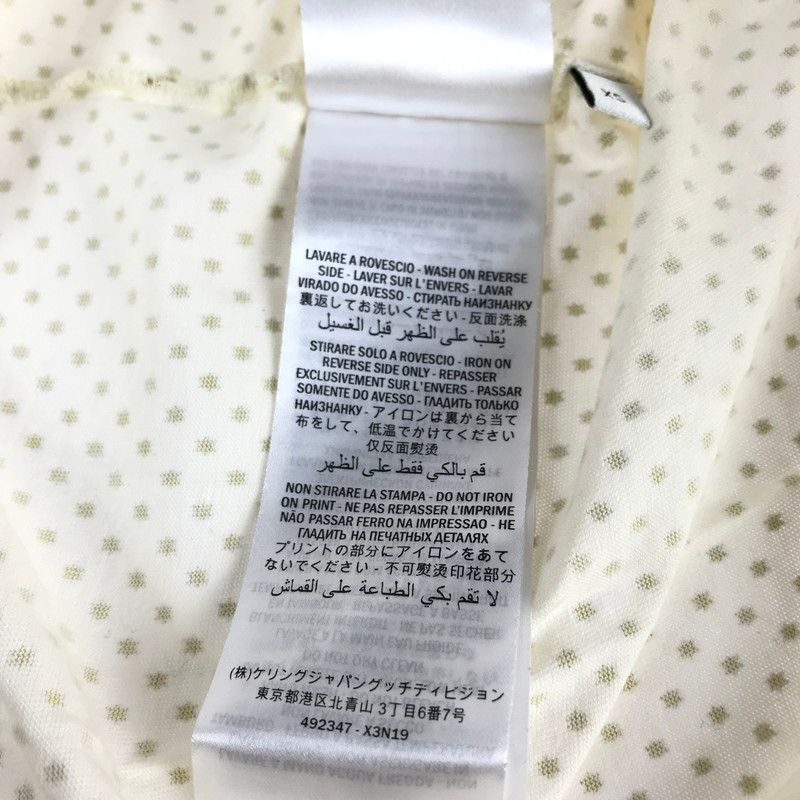 XS
LAVARE A ROVESCIO - WASH ON REVERSE
SIDE - LAVER SUR L'ENVERS - LAVAR
VIRADO DO AVESSO - СТИРАТЬ НАИЗНАНКУ
裏返してお洗いください - 反面洗涤
يُقلب على الظهر قبل الغسيل
STIRARE SOLO A ROVESCIO - IRON ON
REVERSE SIDE ONLY - REPASSER
EXCLUSIVEMENT SUR L'ENVERS - PASSAR
SOMENTE DO AVESSO - ГЛАДИТЬ ТОЛЬКО
НАИЗНАНКУ - アイロンは裏から当て
布をして、低温でかけてください
仅反面熨烫
قم بالكي فقط على الظهر
NON STIRARE LA STAMPA - DO NOT IRON
ON PRINT - NE PAS REPASSER L'IMPRIME
NÃO PASSAR FERRO NA IMPRESSAO - НЕ
ГЛАДИТЬ НА ПЕЧАТНЫХ ДЕТАЛЯХ
プリントの部分にアイロンをあて
ないでください - 不可熨烫印花部分
لا تقم بكي الطباعة على القماش
(株)ケリングジャパングッチディビジョン
東京都港区北青山 3丁目6番7号
492347 - X3N19